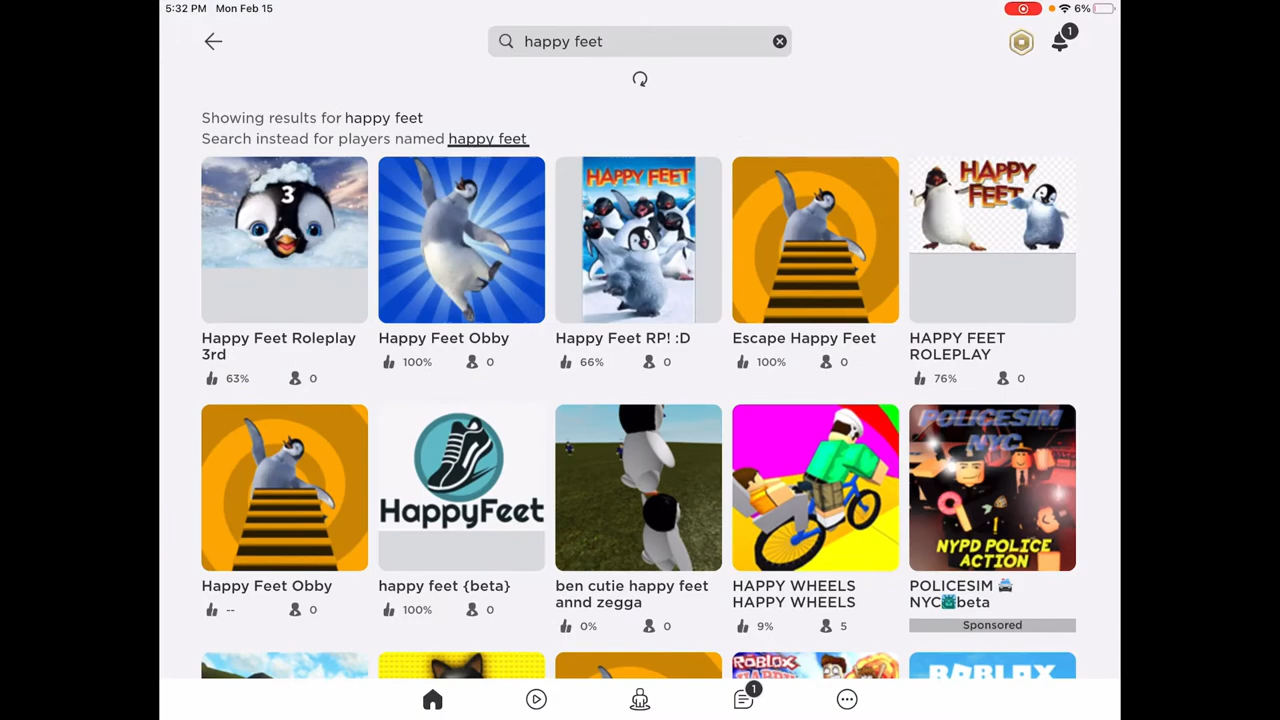 5:32 PM Mon Feb 15
6%
happy feet
1
Showing results for happy feet
Search instead for players named happy feet
3
HAPPY FEET
HAPPY
FEET
Happy Feet Roleplay
3rd
63% 0
Happy Feet Obby
100% 0
Happy Feet RP! :D
66% 0
Escape Happy Feet
100% 0
HAPPY FEET
ROLEPLAY
76% 0
HappyFeet
POLICESIM
NYC
NYPD POLICE
ACTION
Happy Feet Obby
-- 0
happy feet {beta}
100% 0
ben cutie happy feet
annd zegga
0% 0
HAPPY WHEELS
HAPPY WHEELS
9% 5
POLICESIM 🚔
NYC🗽beta
Sponsored
ROBLOX
ROBLOX
1